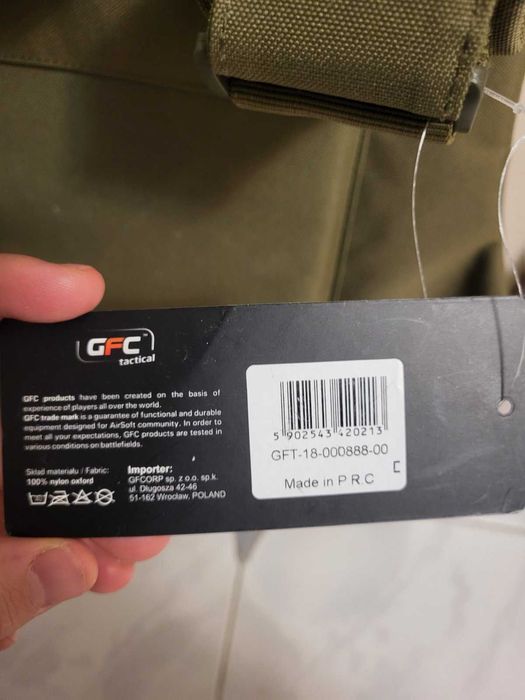 GFC™
tactical
GFC products have been created on the basis of
experience of players all over the world.
GFC trade mark is a guarantee of functional and durable
equipment designed for AirSoft community. In order to
meet all your expectations, GFC products are tested in
various conditions on battlefields.
Skład materiału / Fabric:
100% nylon oxford
Importer:
GFCORP sp. z o.o. sp.k.
ul. Długosza 42-46
51-162 Wrocław, POLAND
5 902543 420213
GFT-18-000888-00
Made in P R C